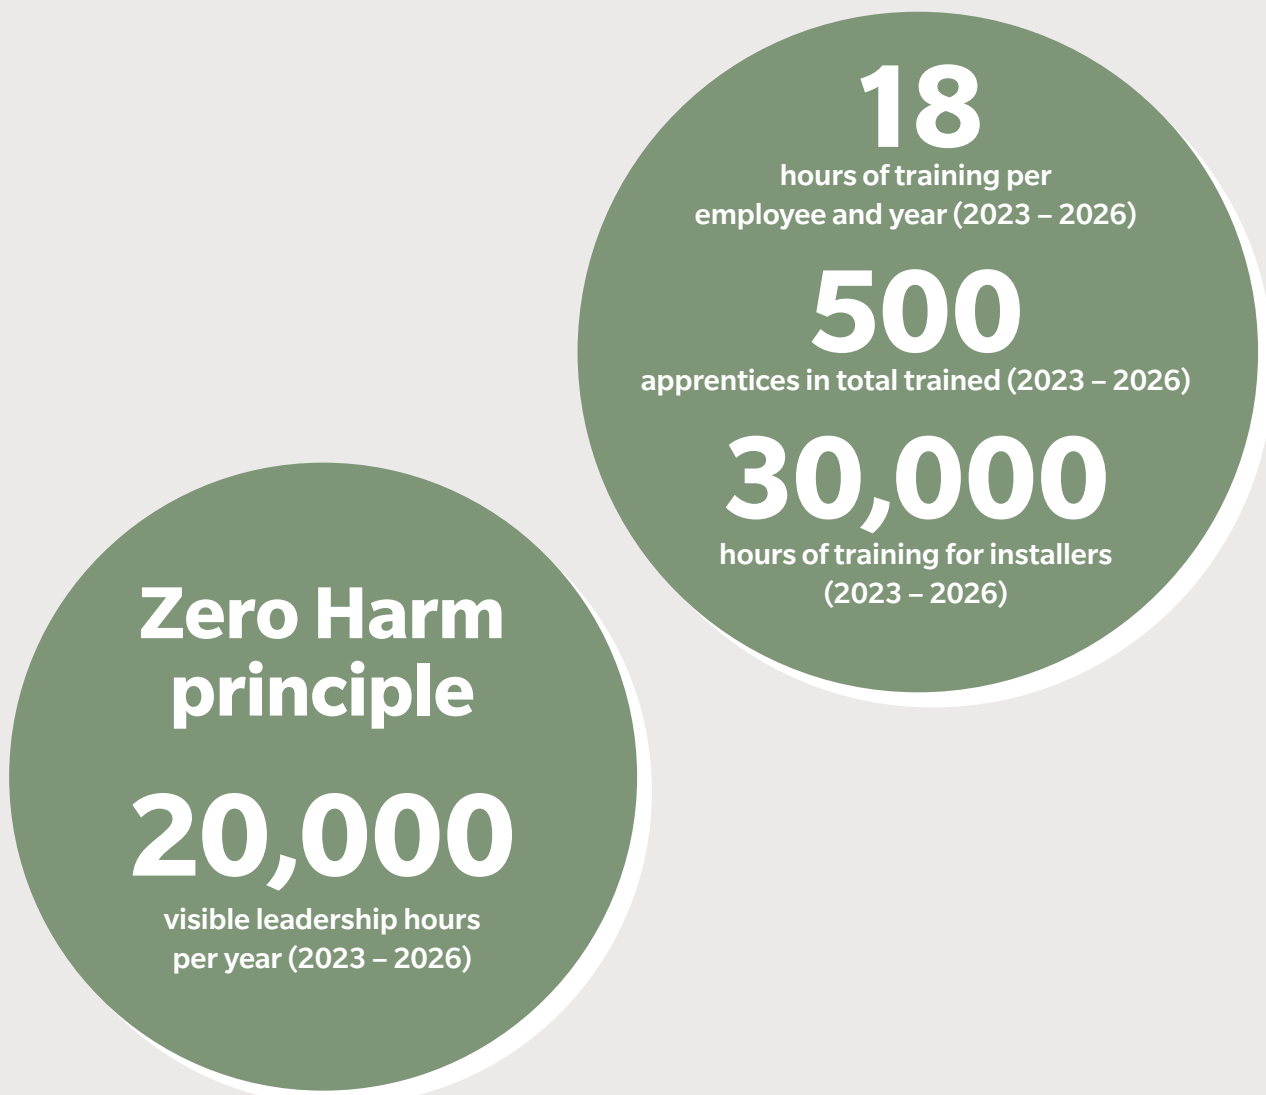 18
hours of training per
employee and year (2023 – 2026)
500
apprentices in total trained (2023 – 2026)
30,000
hours of training for installers
(2023 – 2026)
Zero Harm
principle
20,000
visible leadership hours
per year (2023 – 2026)